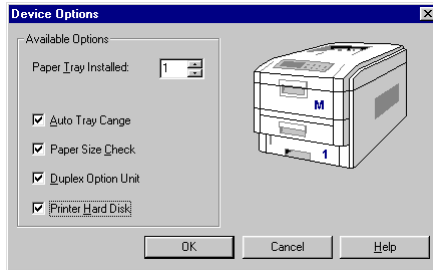 Device Options
Available Options
Paper Tray Installed: 1
Auto Tray Cange
Paper Size Check
Duplex Option Unit
Printer Hard Disk
M
1
OK Cancel Help